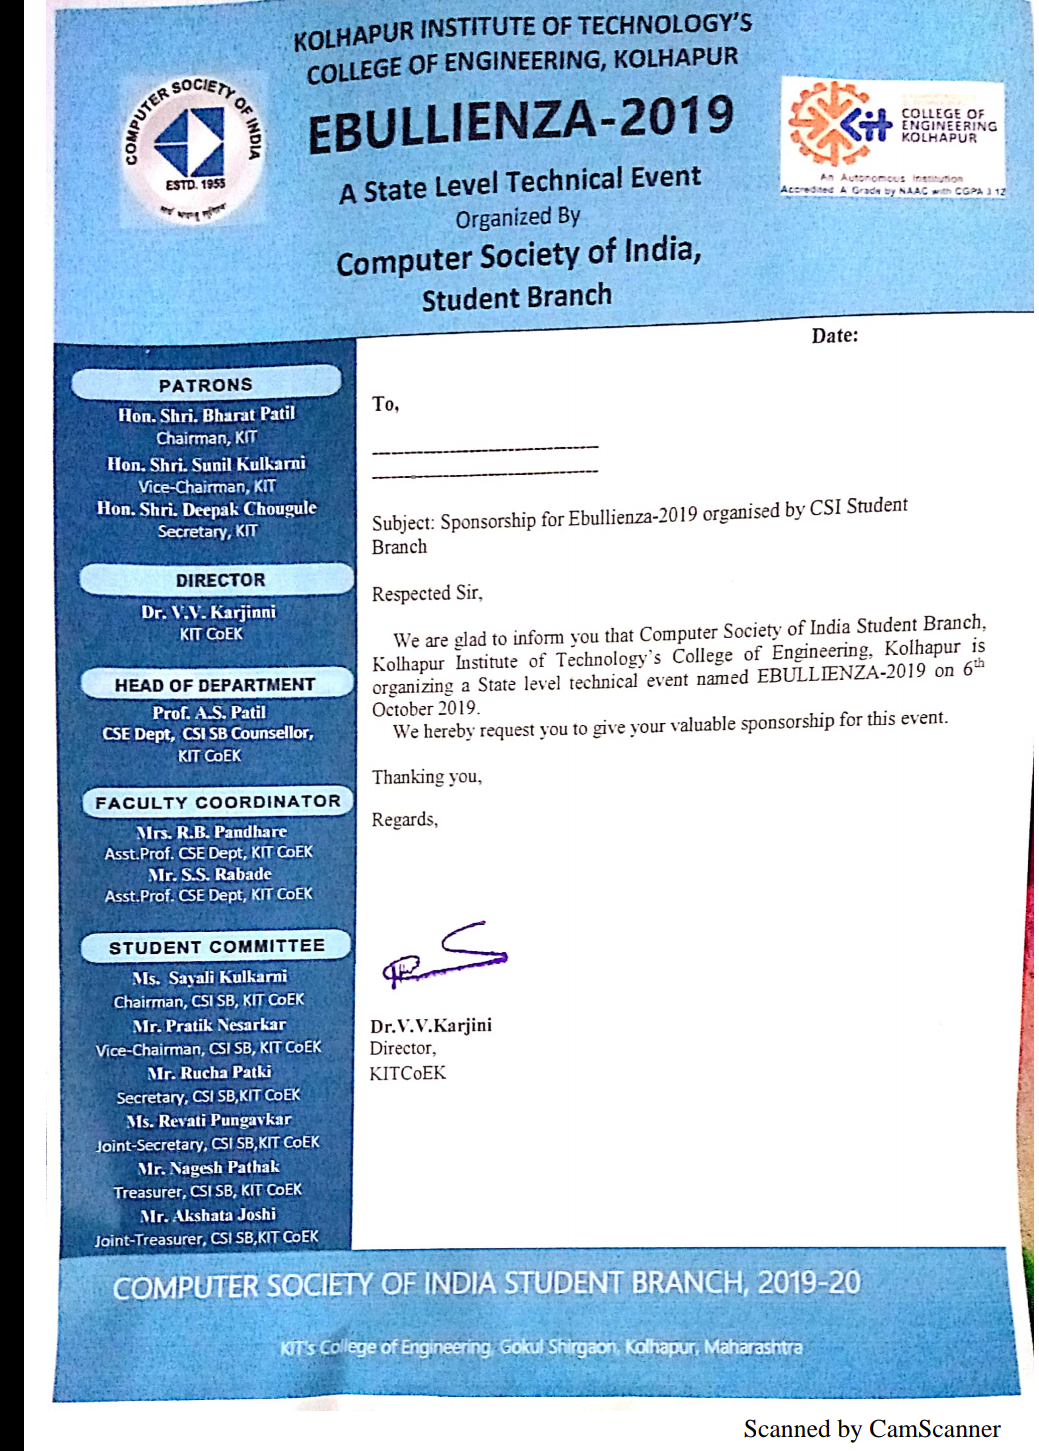 KOLHAPUR INSTITUTE OF TECHNOLOGY'S
COLLEGE OF ENGINEERING, KOLHAPUR
EBULLIENZA-2019
A State Level Technical Event
Organized By
Computer Society of India,
Student Branch
COMPUTER SOCIETY OF INDIA
ESTD. 1955
COLLEGE OF
ENGINEERING
KOLHAPUR
An Autonomous Institution
Accredited A Grade by NAAC with CGPA 3.12
PATRONS
Hon. Shri. Bharat Patil
Chairman, KIT
Hon. Shri. Sunil Kulkarni
Vice-Chairman, KIT
Hon. Shri. Deepak Chougule
Secretary, KIT
DIRECTOR
Dr. V.V. Karjinni
KIT CoEK
HEAD OF DEPARTMENT
Prof. A.S. Patil
CSE Dept, CSI SB Counsellor,
KIT CoEK
FACULTY COORDINATOR
Mrs. R.B. Pandhare
Asst.Prof. CSE Dept, KIT CoEK
Mr. S.S. Rabade
Asst.Prof. CSE Dept, KIT CoEK
STUDENT COMMITTEE
Ms. Sayali Kulkarni
Chairman, CSI SB, KIT CoEK
Mr. Pratik Nesarkar
Vice-Chairman, CSI SB, KIT CoEK
Mr. Rucha Patki
Secretary, CSI SB,KIT CoEK
Ms. Revati Pungavkar
Joint-Secretary, CSI SB,KIT CoEK
Mr. Nagesh Pathak
Treasurer, CSI SB, KIT CoEK
Mr. Akshata Joshi
Joint-Treasurer, CSI SB,KIT CoEK
Date:
To,
Subject: Sponsorship for Ebullienza-2019 organised by CSI Student
Branch
Respected Sir,
We are glad to inform you that Computer Society of India Student Branch,
Kolhapur Institute of Technology's College of Engineering, Kolhapur is
organizing a State level technical event named EBULLIENZA-2019 on 6th
October 2019.
We hereby request you to give your valuable sponsorship for this event.
Thanking you,
Regards,
Dr.V.V.Karjini
Director,
KITCoEK
COMPUTER SOCIETY OF INDIA STUDENT BRANCH, 2019-20
KIT's College of Engineering, Gokul Shirgaon, Kolhapur, Maharashtra
Scanned by CamScanner